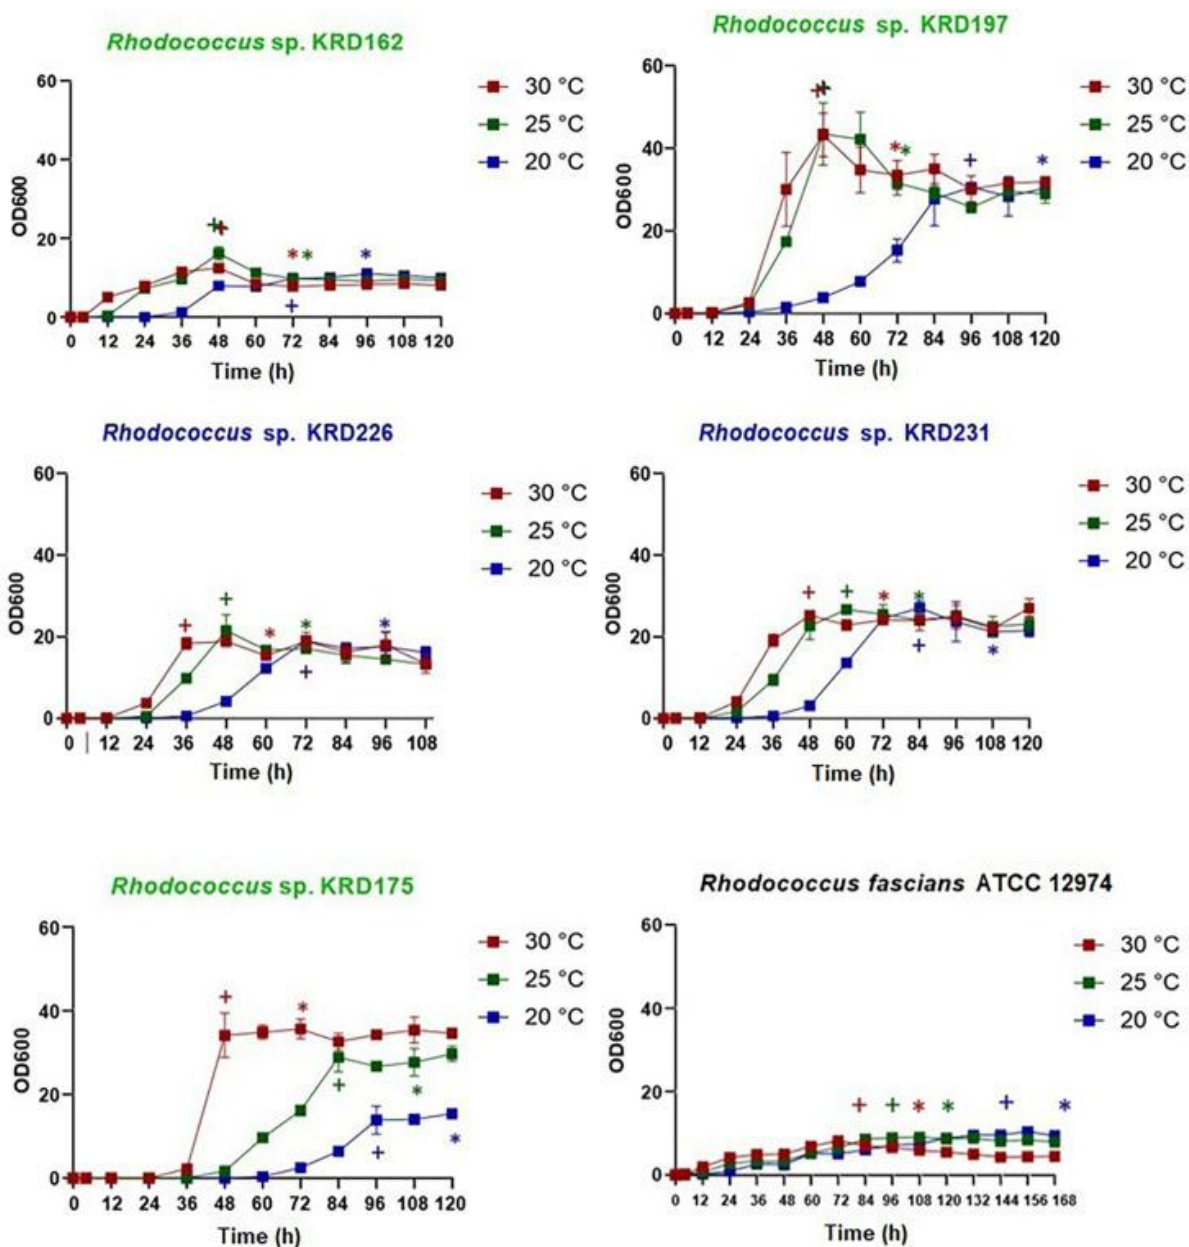 Rhodococcus sp. KRD162
60
40
20
0
OD600
0 12 24 36 48 60 72 84 96 108 120
Time (h)
30 °C
25 °C
20 °C
Rhodococcus sp. KRD197
60
40
20
0
OD600
0 12 24 36 48 60 72 84 96 108 120
Time (h)
30 °C
25 °C
20 °C
Rhodococcus sp. KRD226
60
40
20
0
OD600
0 12 24 36 48 60 72 84 96 108
Time (h)
30 °C
25 °C
20 °C
Rhodococcus sp. KRD231
60
40
20
0
OD600
0 12 24 36 48 60 72 84 96 108 120
Time (h)
30 °C
25 °C
20 °C
Rhodococcus sp. KRD175
60
40
20
0
OD600
0 12 24 36 48 60 72 84 96 108 120
Time (h)
30 °C
25 °C
20 °C
Rhodococcus fascians ATCC 12974
60
40
20
0
OD600
0 12 24 36 48 60 72 84 96 108 120 132 144 156 168
Time (h)
30 °C
25 °C
20 °C